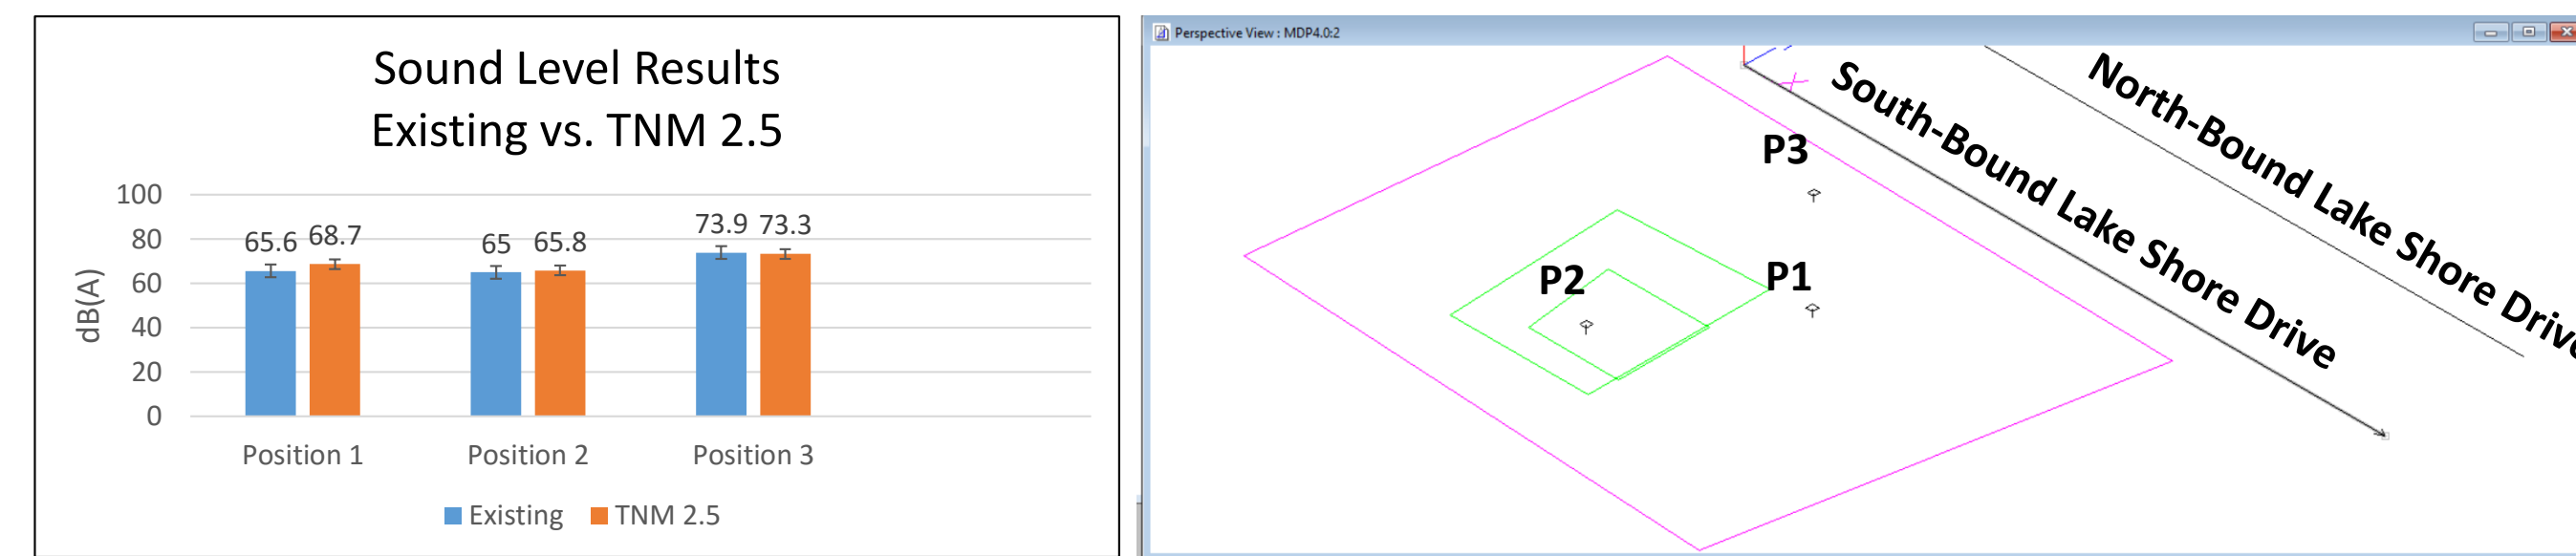 Sound Level Results
Existing vs. TNM 2.5
dB(A)
100
80
60
40
20
0
65.6 68.7
65 65.8
73.9 73.3
Position 1
Position 2
Position 3
Existing
TNM 2.5
Perspective View : MDP4.0:2
X
South-Bound Lake Shore Drive
North-Bound Lake Shore Drive
P3
P1
P2